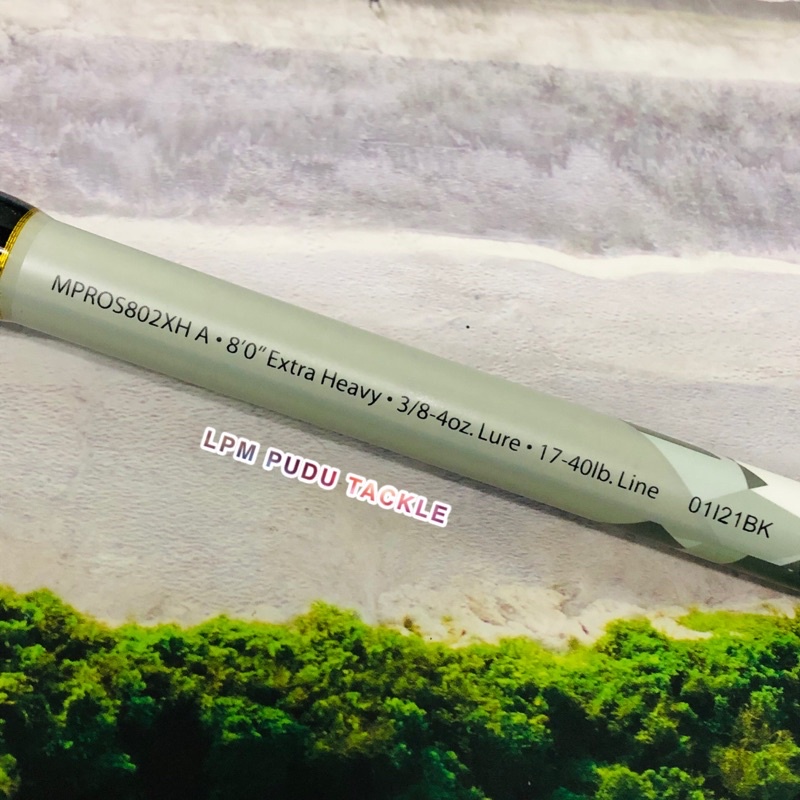 MPROS802XH A • 8'0" Extra Heavy • 3/8-4oz. Lure • 17-40lb. Line 01I21BK
LPM PUDU TACKLE